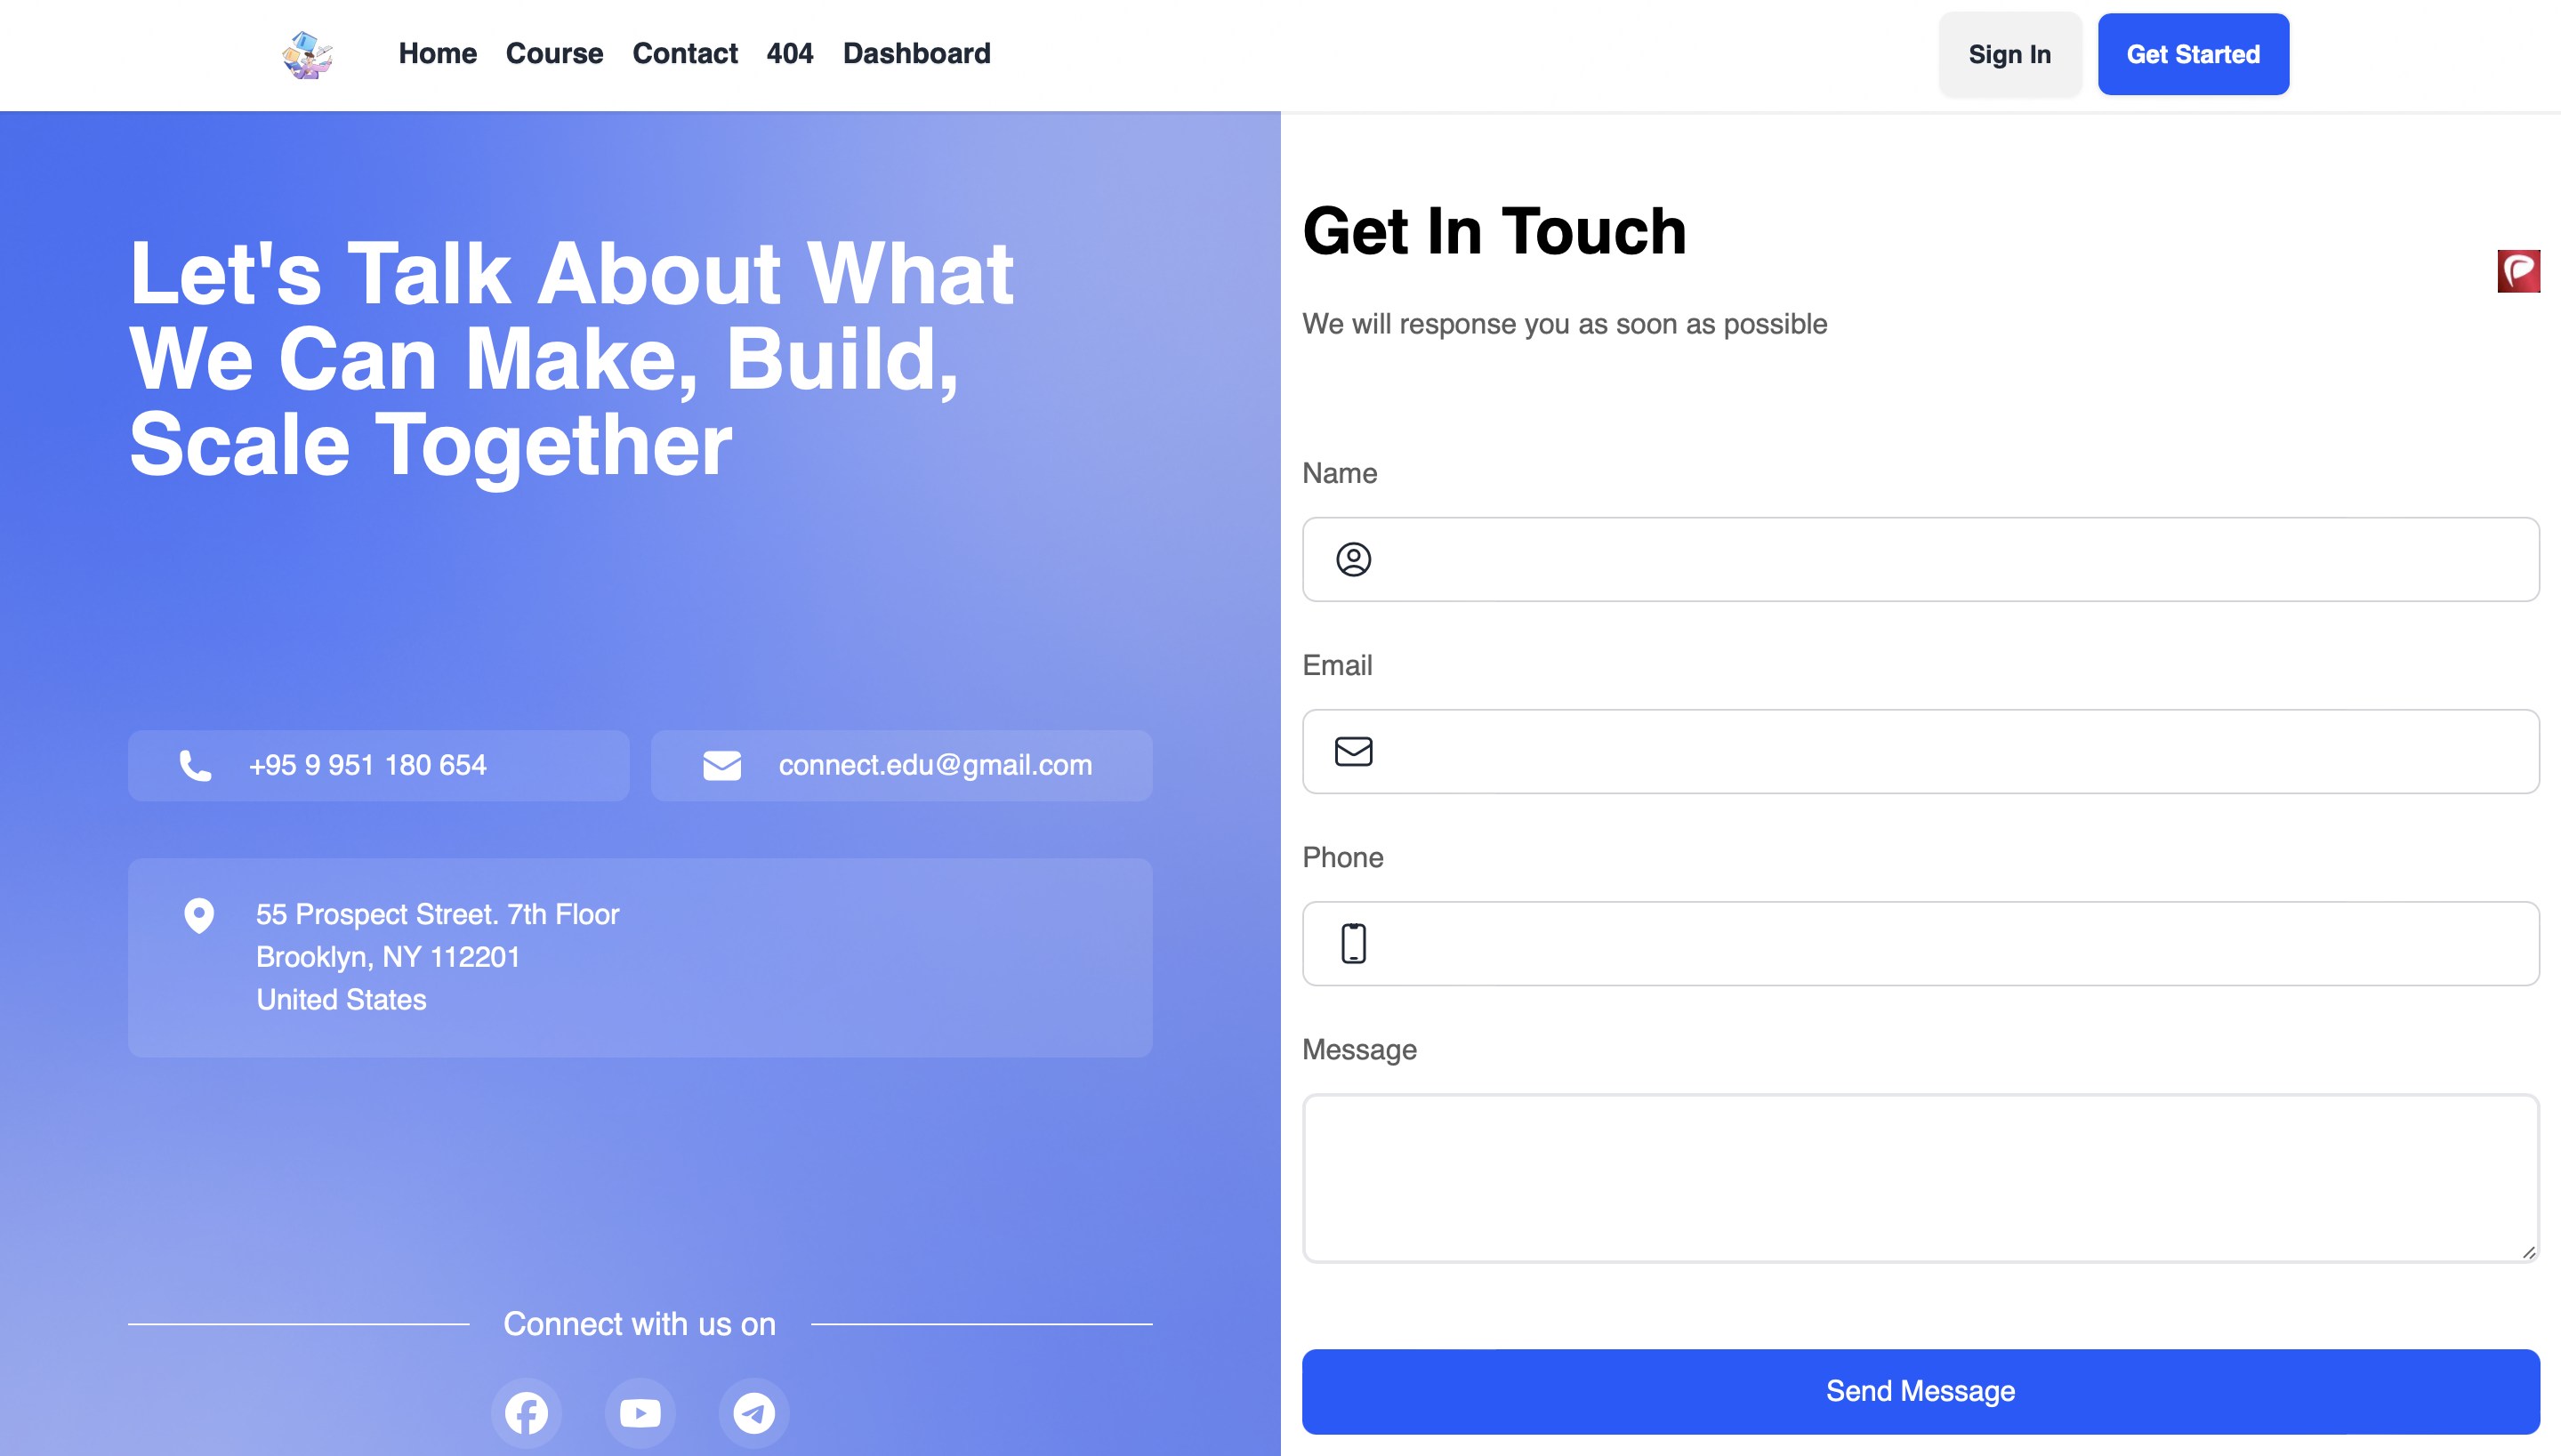 Home Course Contact 404 Dashboard Sign In Get Started
Let's Talk About What
We Can Make, Build,
Scale Together
+95 9 951 180 654
connect.edu@gmail.com
55 Prospect Street. 7th Floor
Brooklyn, NY 112201
United States
Connect with us on
Get In Touch
We will response you as soon as possible
Name
Email
Phone
Message
Send Message